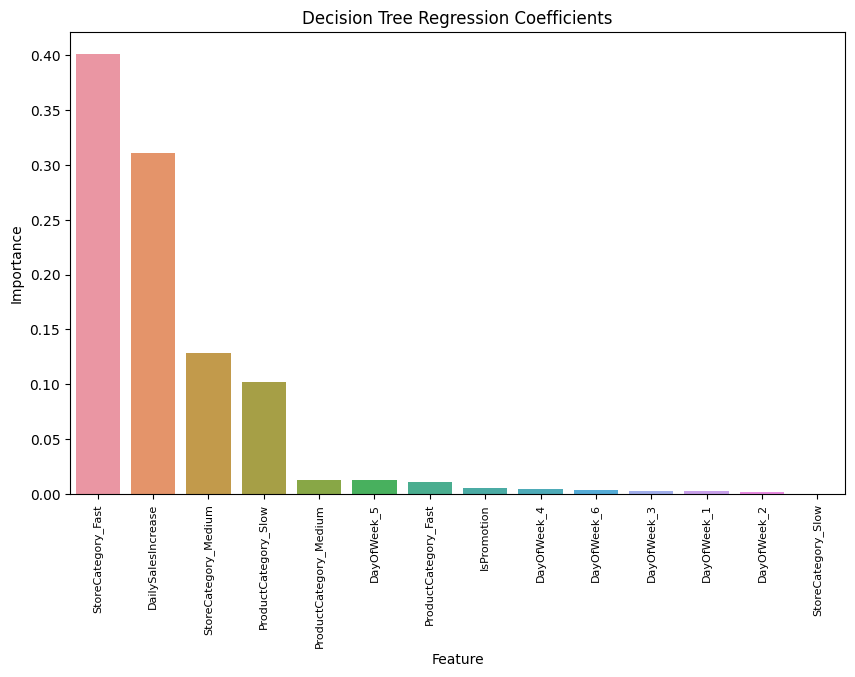 Decision Tree Regression Coefficients
Importance
0.40
0.35
0.30
0.25
0.20
0.15
0.10
0.05
0.00
StoreCategory_Fast
DailySalesIncrease
StoreCategory_Medium
ProductCategory_Slow
ProductCategory_Medium
DayOfWeek_5
ProductCategory_Fast
IsPromotion
DayOfWeek_4
DayOfWeek_6
DayOfWeek_3
DayOfWeek_1
DayOfWeek_2
StoreCategory_Slow
Feature